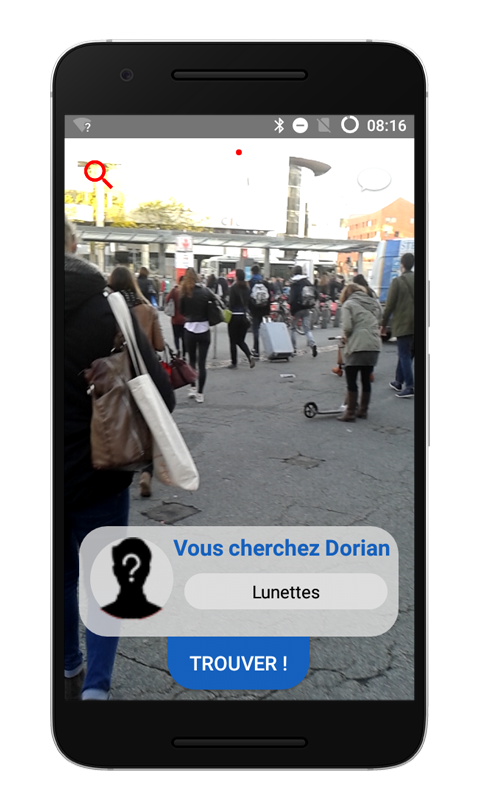 ?
08:16
?
Vous cherchez Dorian
Lunettes
TROUVER !